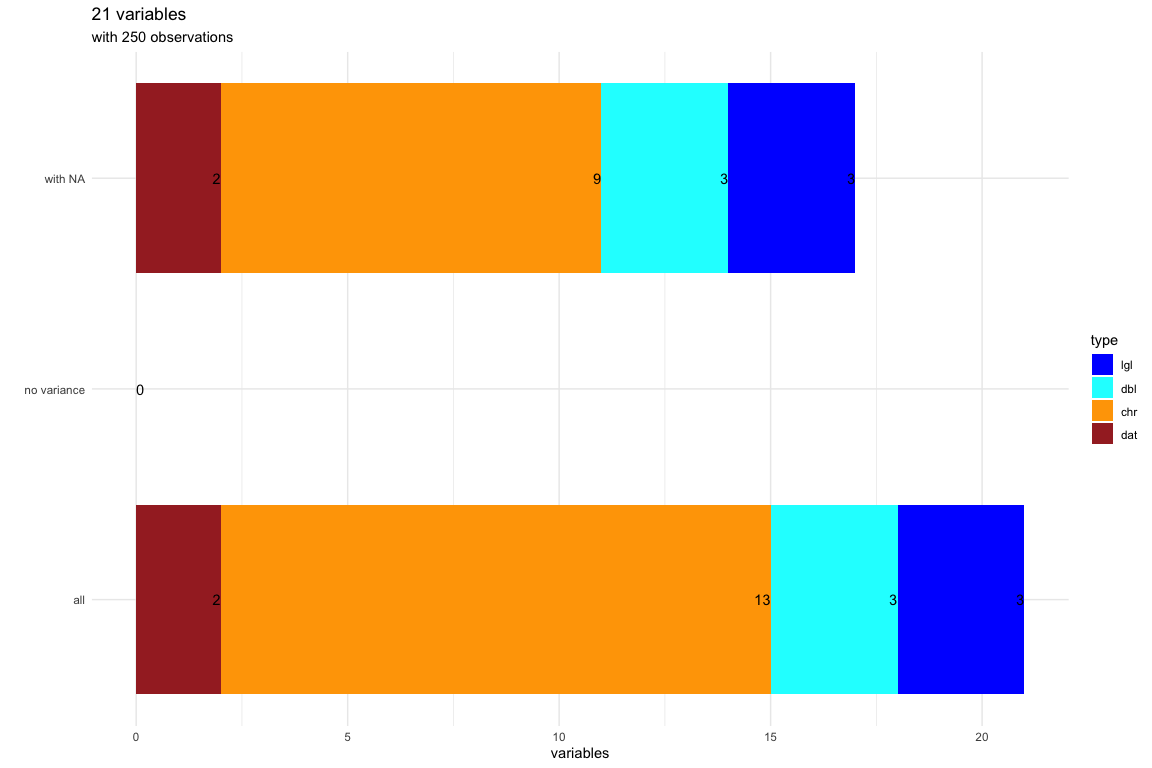 21 variables
with 250 observations
with NA
2
9
3
3
no variance
0
all
2
13
3
3
0
5
10
15
20
variables
type
lgl
dbl
chr
dat